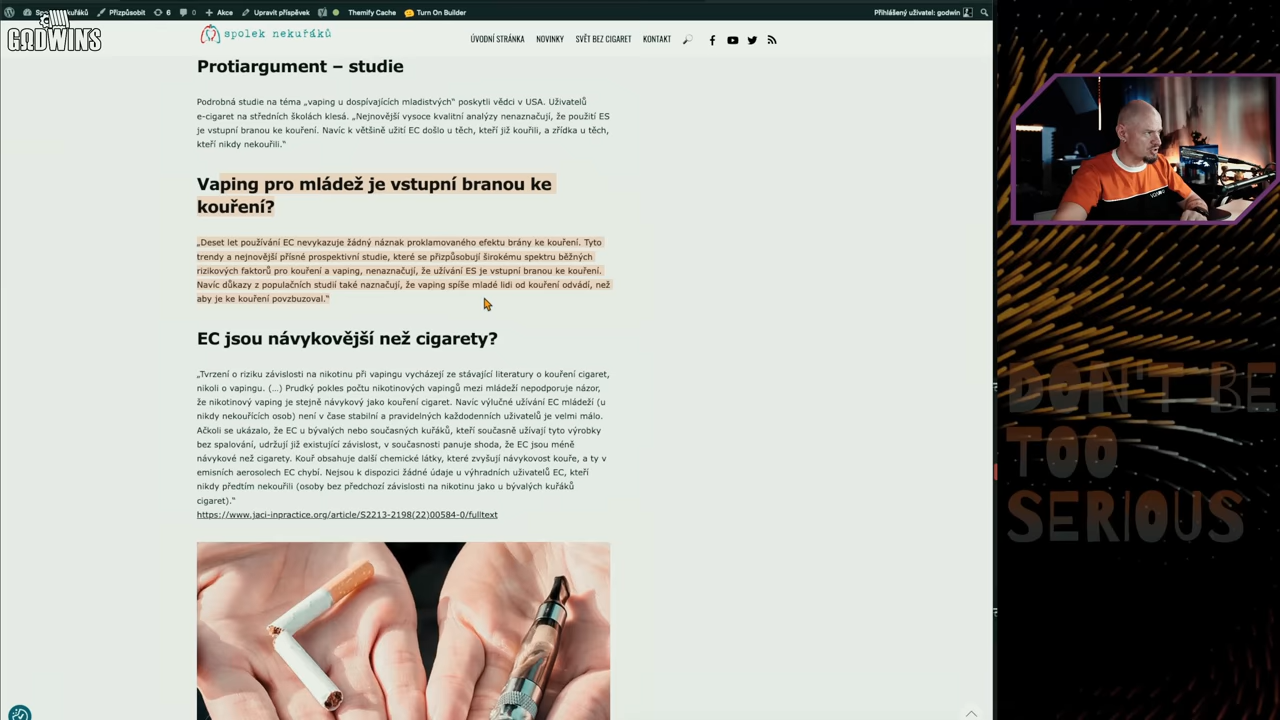 Přizpůsobit
6
0
Akce
Upravit příspěvek
Themify Cache
Turn On Builder
Přihlášený uživatel: godwin
GODWINS
spolek nekuřáků
ÚVODNÍ STRÁNKA
NOVINKY
SVĚT BEZ CIGARET
KONTAKT
Protiargument – studie
Podrobná studie na téma „vaping u dospívajících mladistvých“ poskytli vědci v USA. Uživatelů
e-cigaret na středních školách klesá. „Nejnovější vysoce kvalitní analýzy nenaznačují, že použití ES
je vstupní branou ke kouření. Navíc k většině užití EC došlo u těch, kteří již kouřili, a zřídka u těch,
kteří nikdy nekouřili.“
Vaping pro mládež je vstupní branou ke
kouření?
„Deset let používání EC nevykazuje žádný náznak proklamovaného efektu brány ke kouření. Tyto
trendy a nejnovější přísné prospektivní studie, které se přizpůsobují širokému spektru běžných
rizikových faktorů pro kouření a vaping, nenaznačují, že užívání ES je vstupní branou ke kouření.
Navíc důkazy z populačních studií také naznačují, že vaping spíše mladé lidi od kouření odvádí, než
aby je ke kouření povzbuzoval.“
EC jsou návykovější než cigarety?
„Tvrzení o riziku závislosti na nikotinu při vapingu vycházejí ze stávající literatury o kouření cigaret,
nikoli o vapingu. (…) Prudký pokles počtu nikotinových vapingů mezi mládeží nepodporuje názor,
že nikotinový vaping je stejně návykový jako kouření cigaret. Navíc výlučné užívání EC mládeží (u
nikdy nekouřících osob) není v čase stabilní a pravidelných každodenních uživatelů je velmi málo.
Ačkoli se ukázalo, že EC u bývalých nebo současných kuřáků, kteří současně užívají tyto výrobky
bez spalování, udržují již existující závislost, v současnosti panuje shoda, že EC jsou méně
návykové než cigarety. Kouř obsahuje další chemické látky, které zvyšují návykovost kouře, a ty v
emisních aerosolech EC chybí. Nejsou k dispozici žádné údaje u výhradních uživatelů EC, kteří
nikdy předtím nekouřili (osoby bez předchozí závislosti na nikotinu jako u bývalých kuřáků
cigaret).“
https://www.jaci-inpractice.org/article/S2213-2198(22)00584-0/fulltext
DON'T BE
TOO
SERIOUS